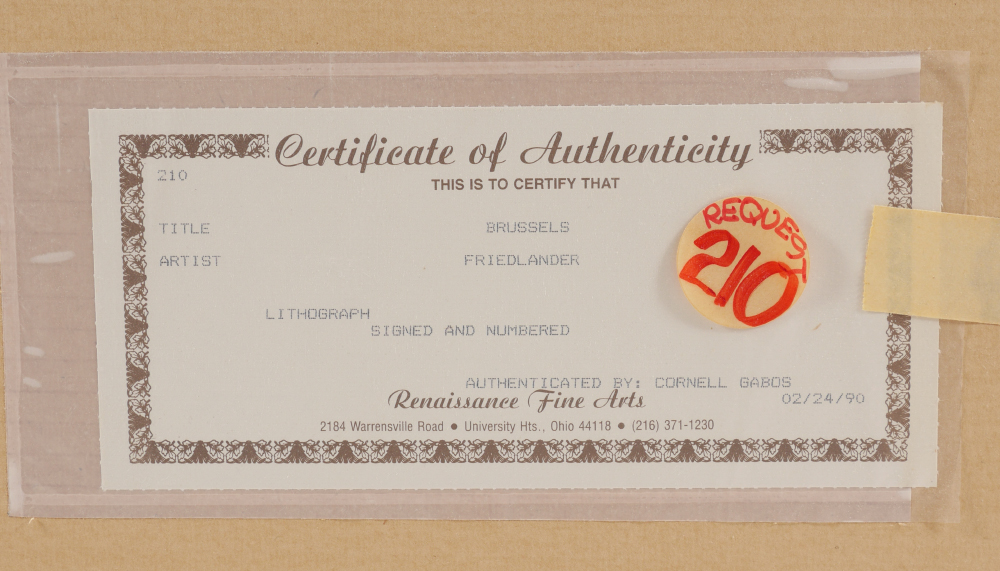 Certificate of Authenticity
210
THIS IS TO CERTIFY THAT
TITLE BRUSSELS
ARTIST FRIEDLANDER
REQUEST
210
LITHOGRAPH
SIGNED AND NUMBERED
AUTHENTICATED BY: CORNELL GABOS
Renaissance Fine Arts 02/24/90
2184 Warrensville Road ● University Hts., Ohio 44118 ● (216) 371-1230